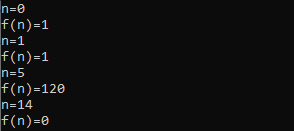 n=0
f(n)=1
n=1
f(n)=1
n=5
f(n)=120
n=14
f(n)=0